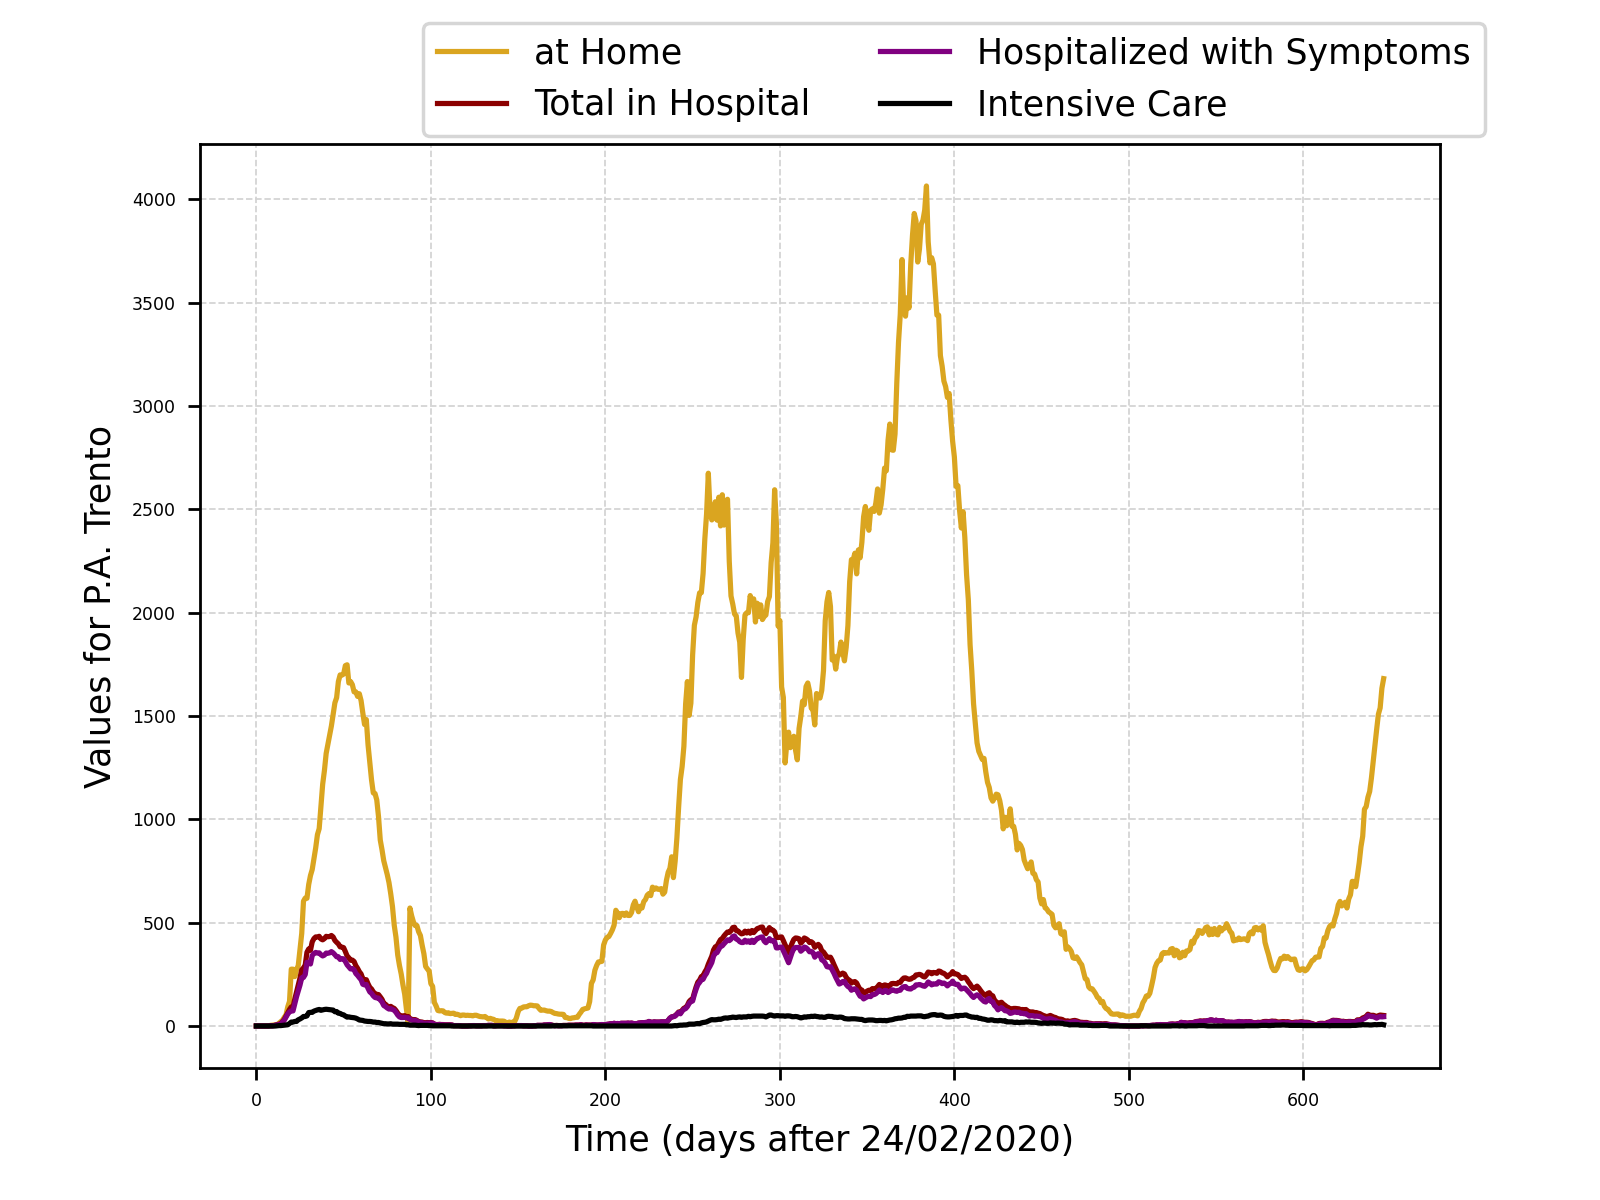 at Home
Total in Hospital
Hospitalized with Symptoms
Intensive Care
4000
3500
3000
2500
2000
1500
1000
500
0
Values for P.A. Trento
0 100 200 300 400 500 600
Time (days after 24/02/2020)